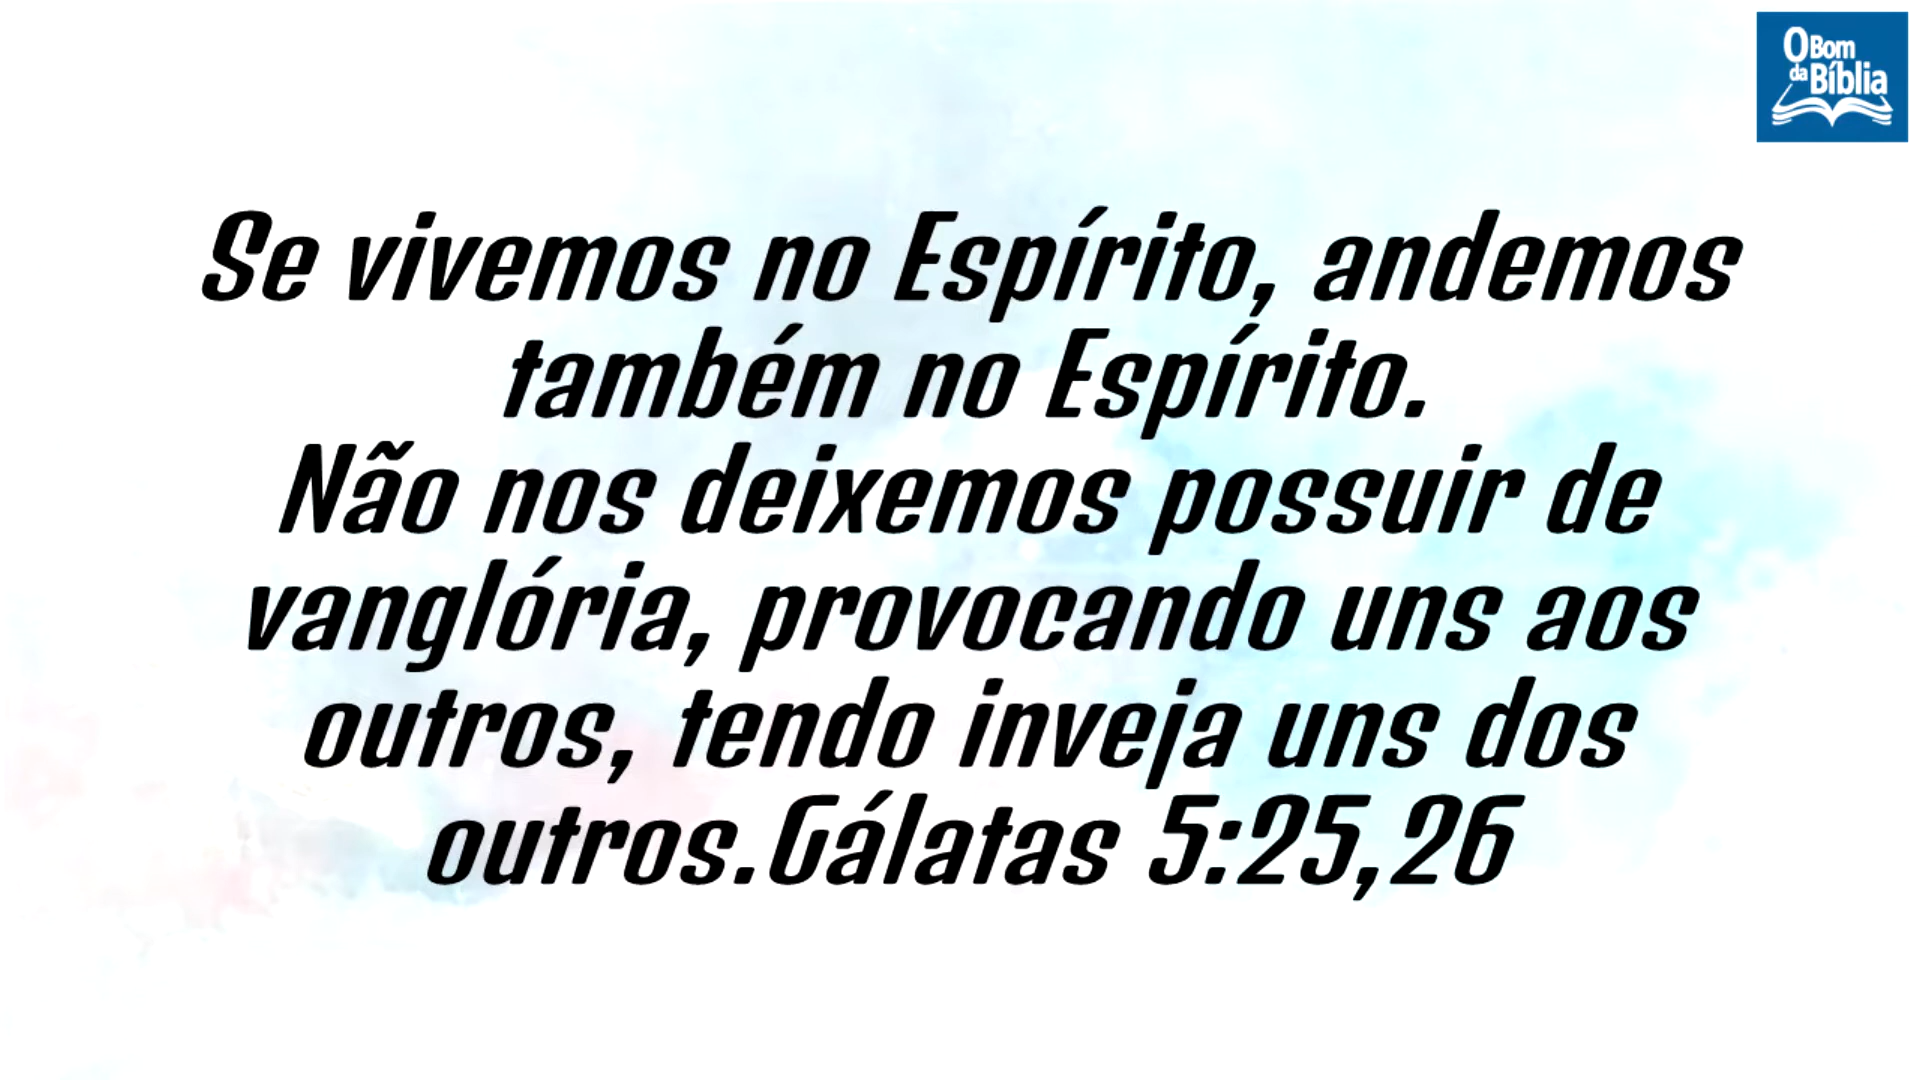 O Bom
da Bíblia
Se vivemos no Espírito, andemos
também no Espírito.
Não nos deixemos possuir de
vanglória, provocando uns aos
outros, tendo inveja uns dos
outros.Gálatas 5:25,26